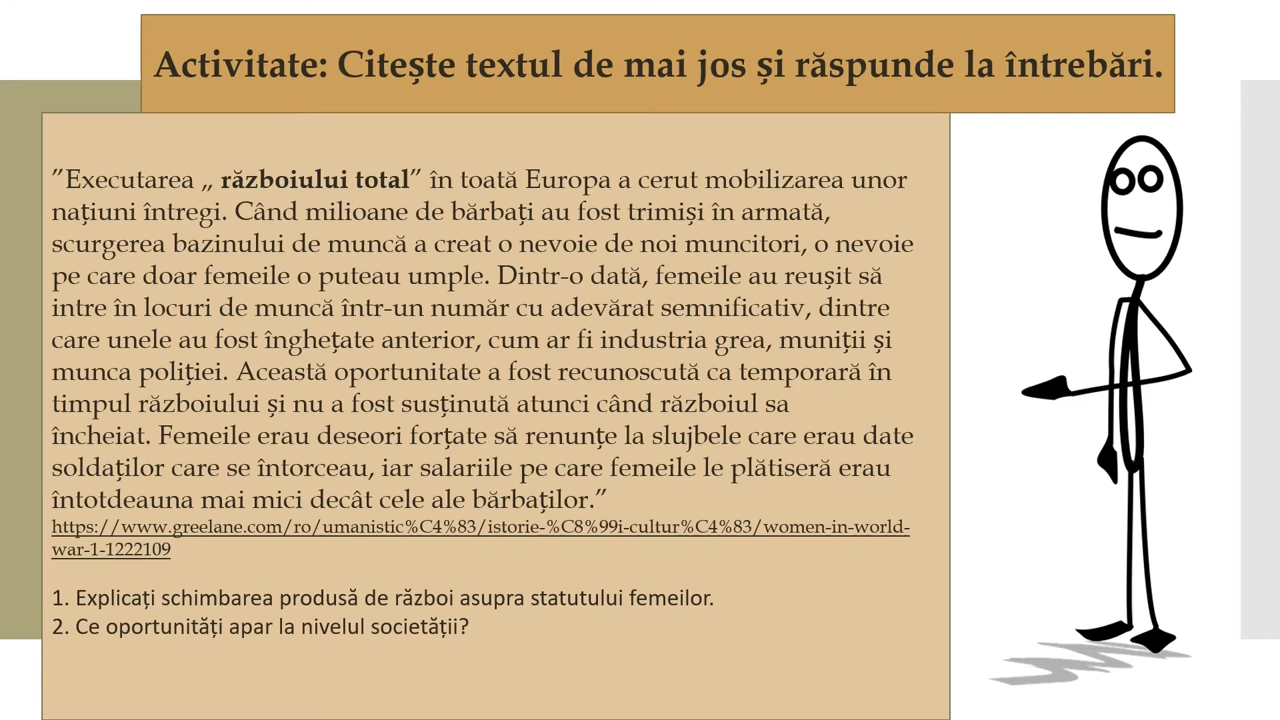 Activitate: Citește textul de mai jos și răspunde la întrebări.
”Executarea „ războiului total” în toată Europa a cerut mobilizarea unor
națiuni întregi. Când milioane de bărbați au fost trimiși în armată,
scurgerea bazinului de muncă a creat o nevoie de noi muncitori, o nevoie
pe care doar femeile o puteau umple. Dintr-o dată, femeile au reușit să
intre în locuri de muncă într-un număr cu adevărat semnificativ, dintre
care unele au fost înghețate anterior, cum ar fi industria grea, muniții și
munca poliției. Această oportunitate a fost recunoscută ca temporară în
timpul războiului și nu a fost susținută atunci când războiul sa
încheiat. Femeile erau deseori forțate să renunțe la slujbele care erau date
soldaților care se întorceau, iar salariile pe care femeile le plătiseră erau
întotdeauna mai mici decât cele ale bărbaților.”
https://www.greelane.com/ro/umanistic%C4%83/istorie-%C8%99i-cultur%C4%83/women-in-world-
war-1-1222109
1. Explicați schimbarea produsă de război asupra statutului femeilor.
2. Ce oportunități apar la nivelul societății?